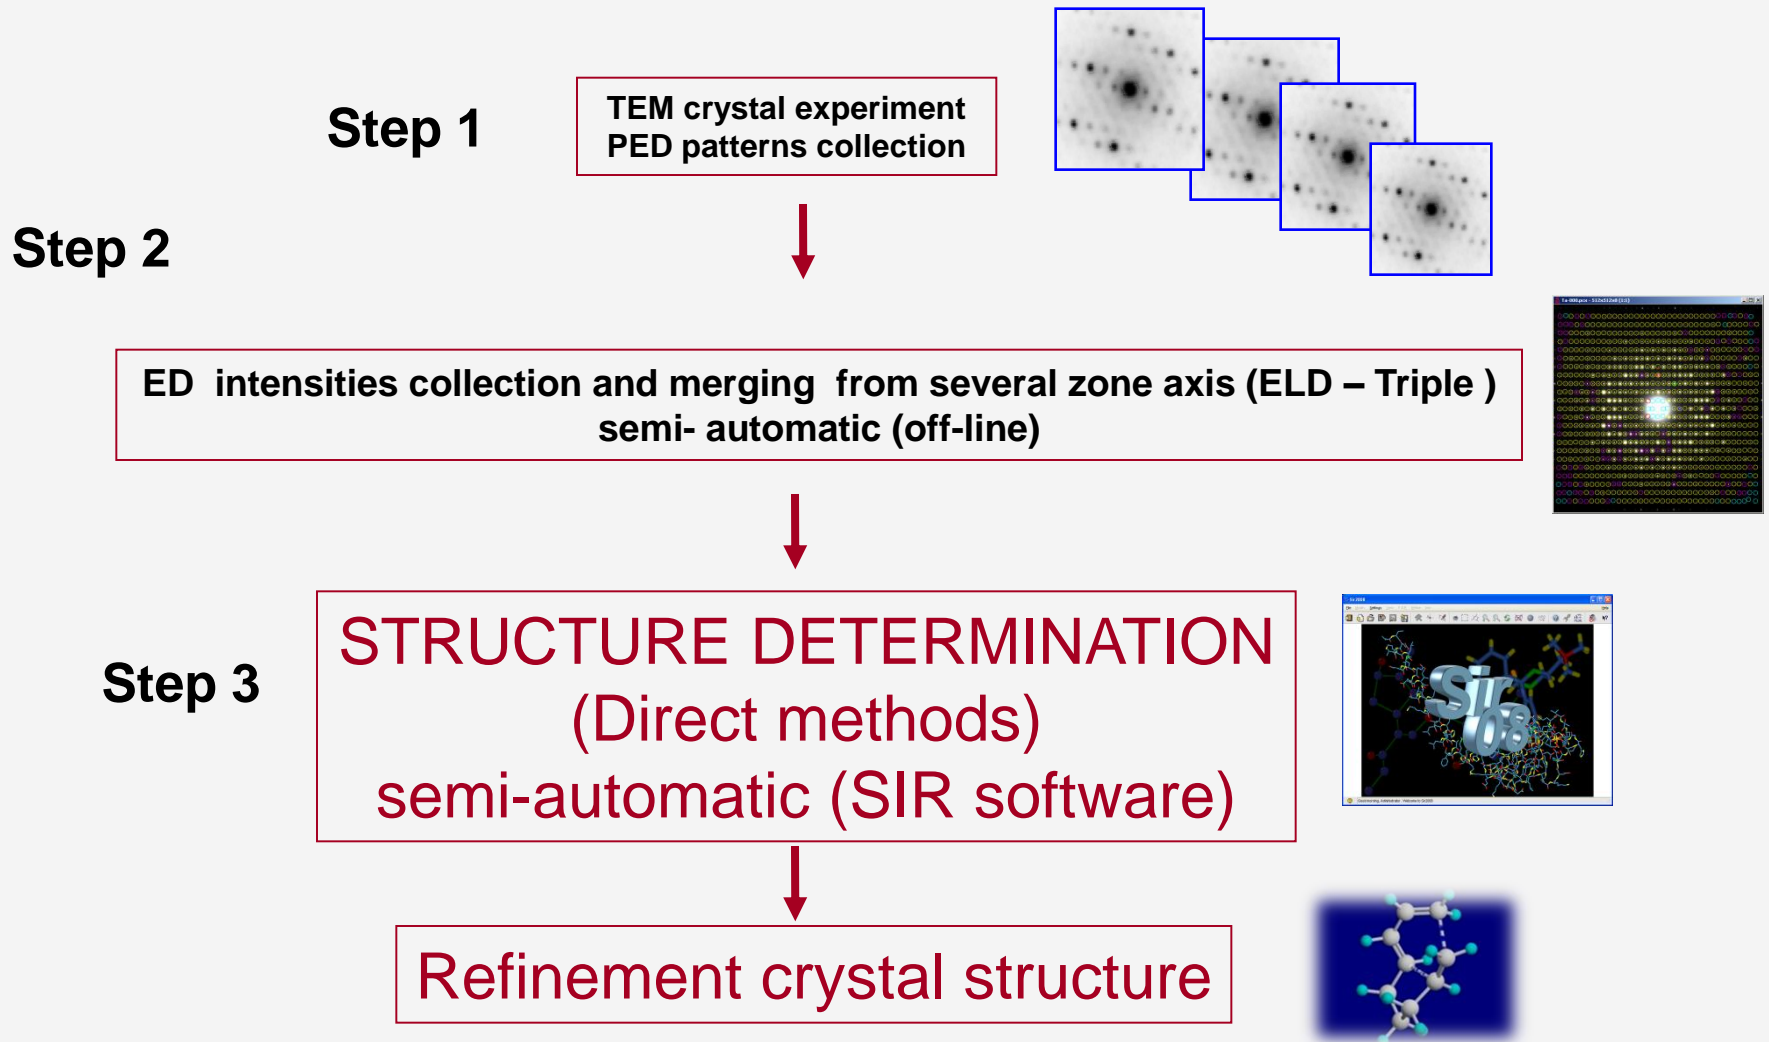 Step 1
TEM crystal experiment
PED patterns collection
Step 2
ED  intensities collection and merging  from several zone axis (ELD – Triple )
semi- automatic (off-line)
Step 3
STRUCTURE DETERMINATION
(Direct methods)
semi-automatic (SIR software)
Sir
08
Refinement crystal structure